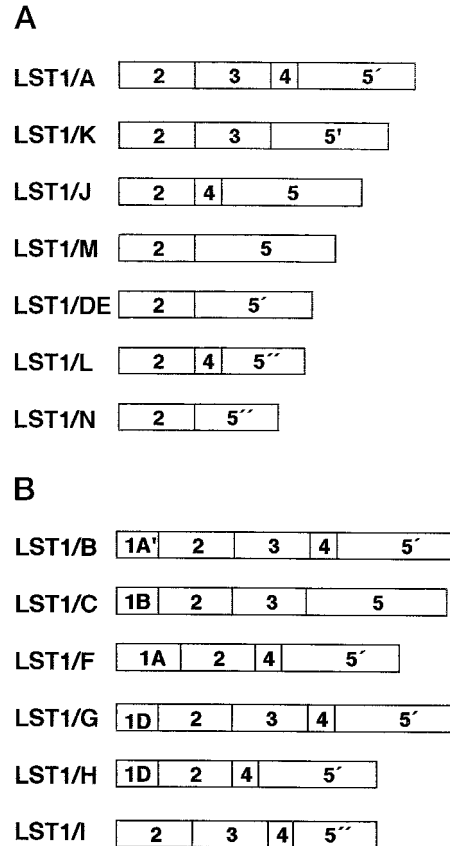 A
LST1/A 2 3 4 5´
LST1/K 2 3 5'
LST1/J 2 4 5
LST1/M 2 5
LST1/DE 2 5´
LST1/L 2 4 5´´
LST1/N 2 5´´
B
LST1/B 1A' 2 3 4 5´
LST1/C 1B 2 3 5
LST1/F 1A 2 4 5´
LST1/G 1D 2 3 4 5´
LST1/H 1D 2 4 5´
LST1/I 2 3 4 5´´